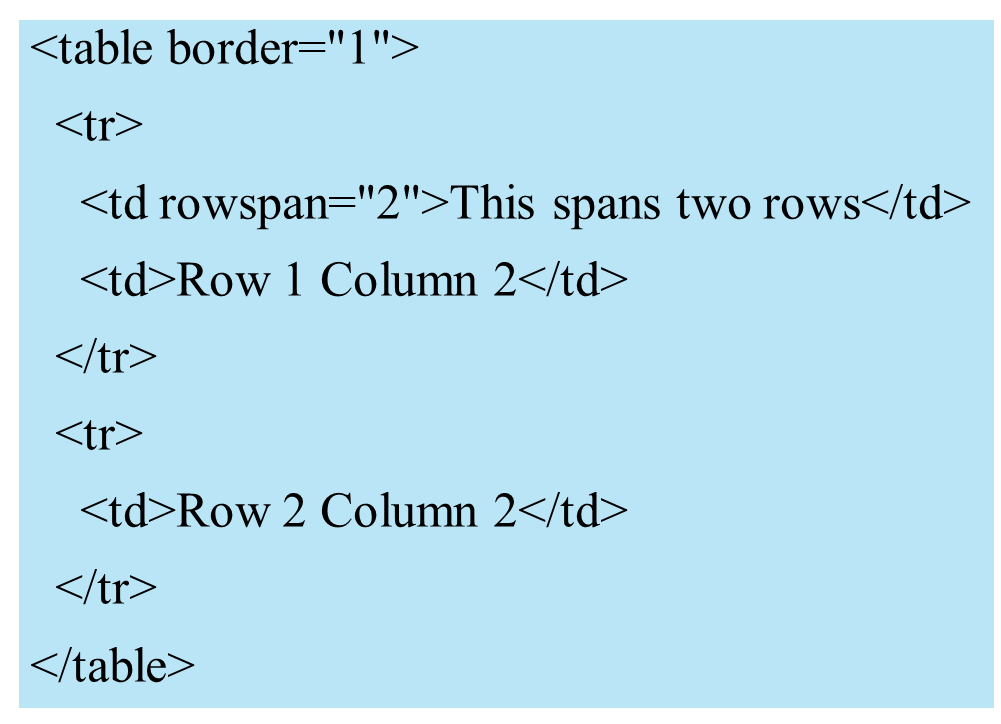 <table border="1">
<tr>
<td rowspan="2">This spans two rows</td>
<td>Row 1 Column 2</td>
</tr>
<tr>
<td>Row 2 Column 2</td>
</tr>
</table>